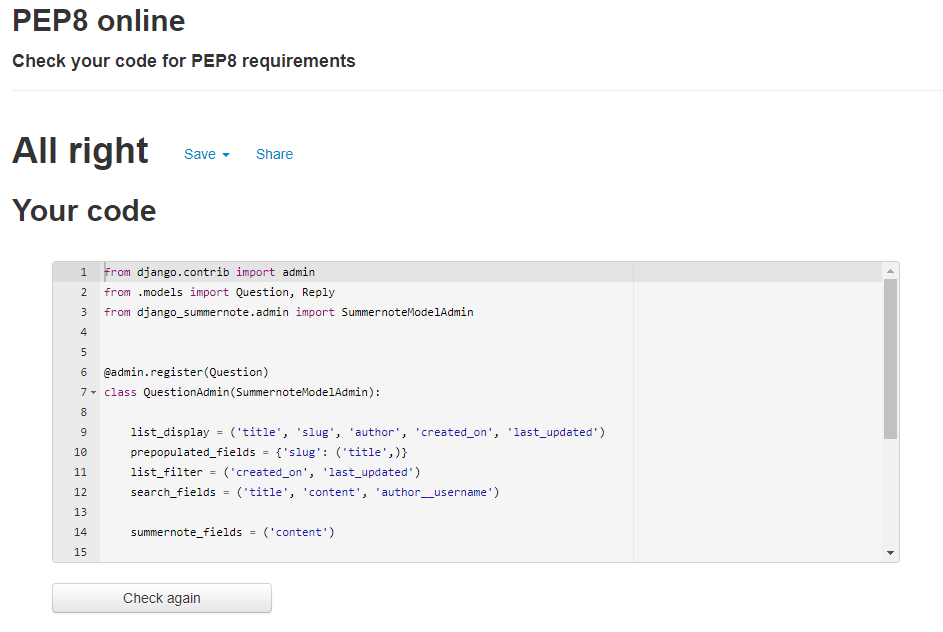 PEP8 online
Check your code for PEP8 requirements
All right Save Share
Your code
1 from django.contrib import admin
2 from .models import Question, Reply
3 from django_summernote.admin import SummernoteModelAdmin
4
5
6 @admin.register(Question)
7 class QuestionAdmin(SummernoteModelAdmin):
8
9     list_display = ('title', 'slug', 'author', 'created_on', 'last_updated')
10     prepopulated_fields = {'slug': ('title',)}
11     list_filter = ('created_on', 'last_updated')
12     search_fields = ('title', 'content', 'author__username')
13
14     summernote_fields = ('content')
15
Check again